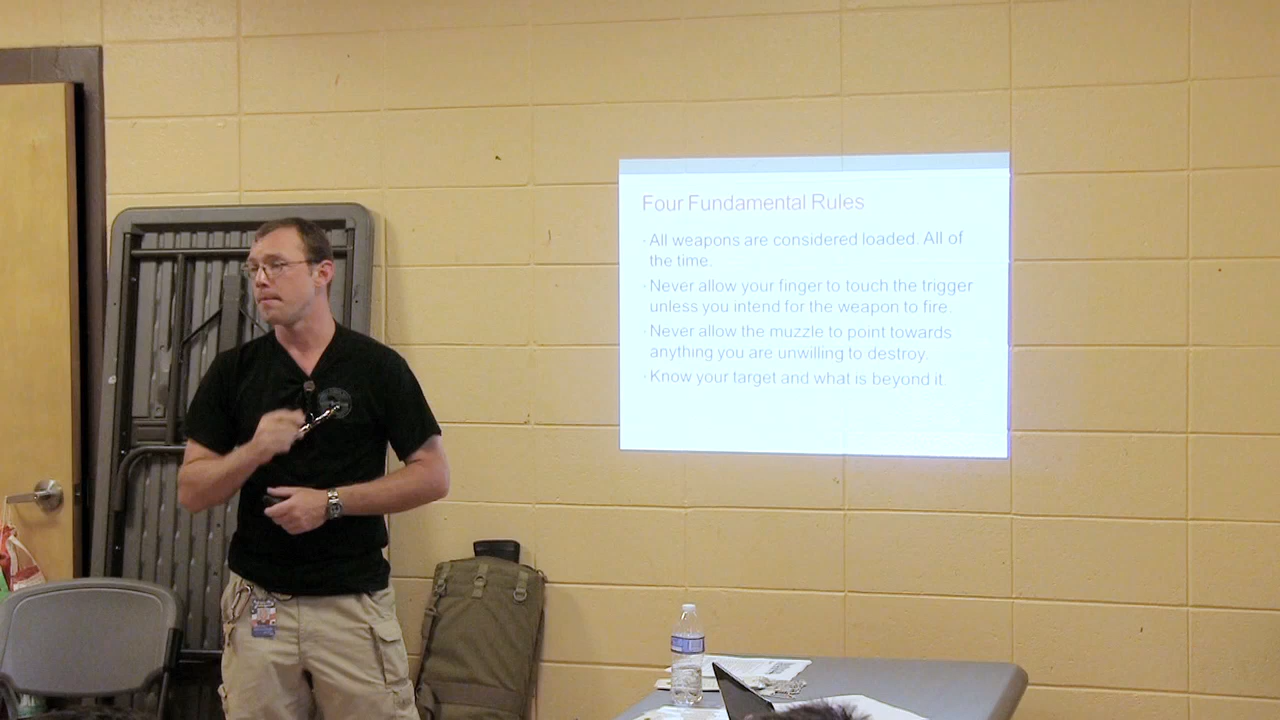 Four Fundamental Rules
·All weapons are considered loaded. All of
the time.
·Never allow your finger to touch the trigger
unless you intend for the weapon to fire.
·Never allow the muzzle to point towards
anything you are unwilling to destroy.
·Know your target and what is beyond it.